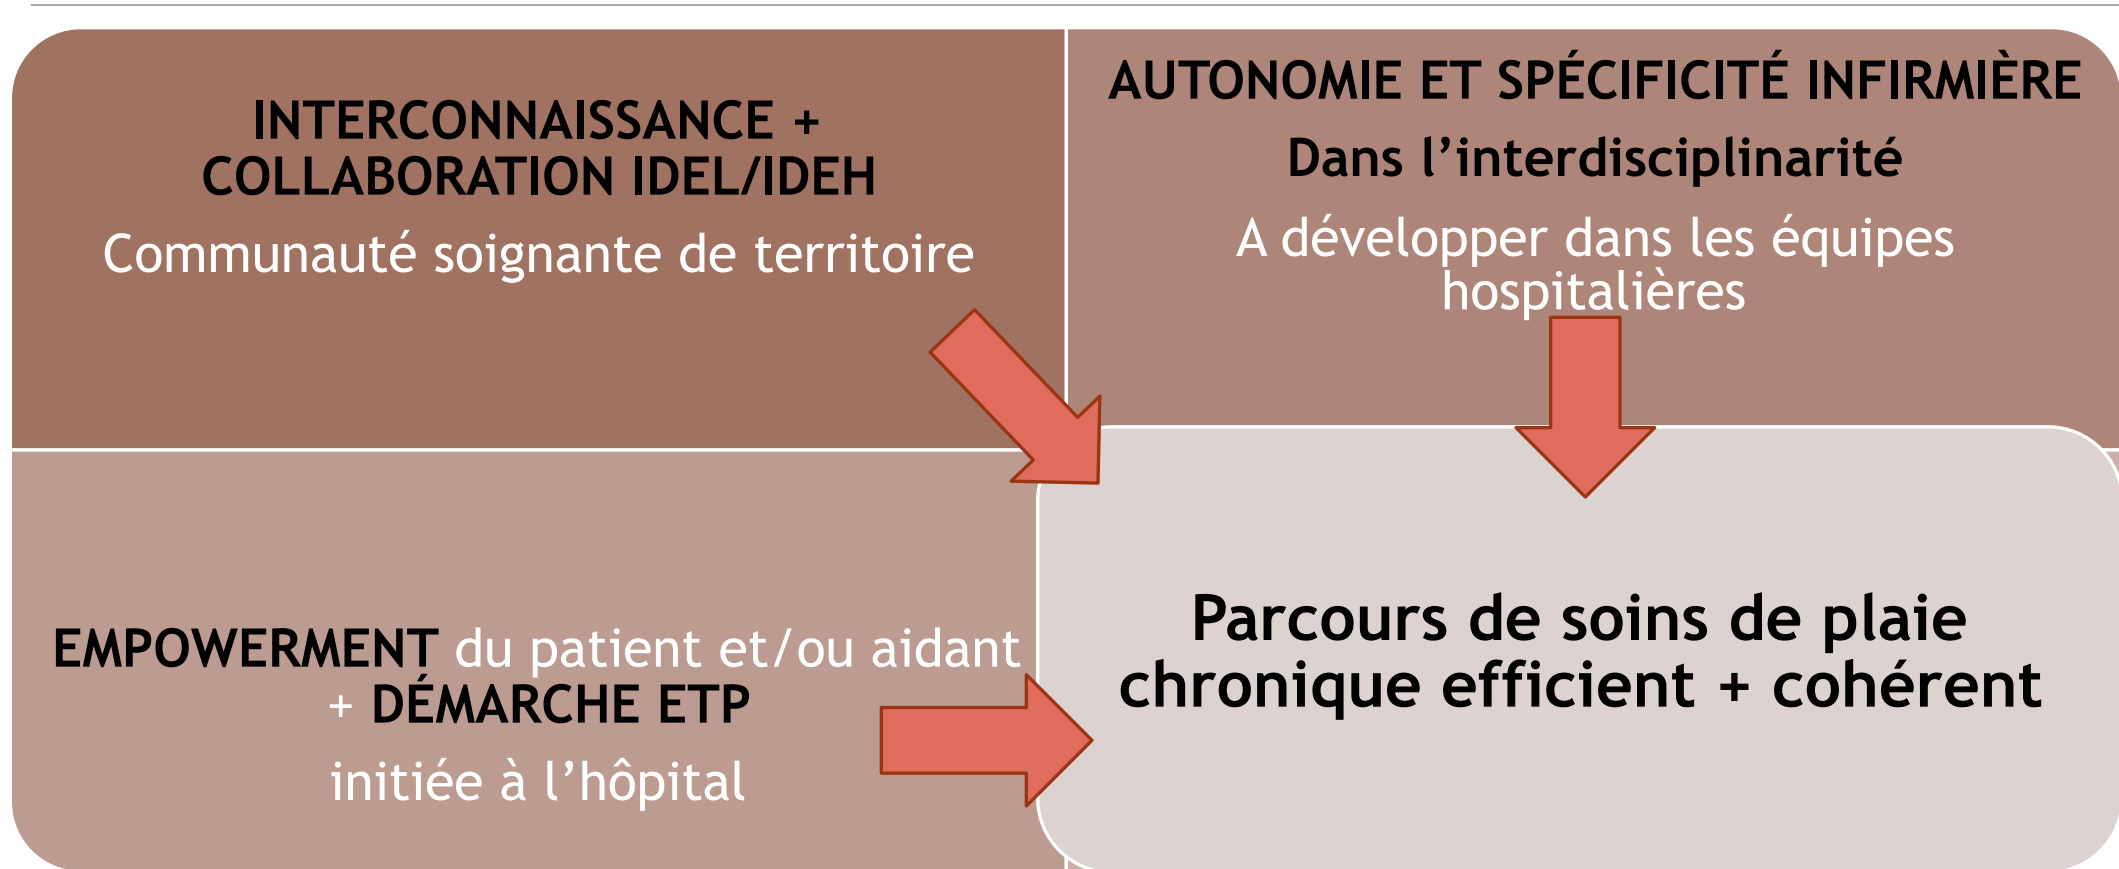 INTERCONNAISSANCE +
COLLABORATION IDEL/IDEH
Communauté soignante de territoire
AUTONOMIE ET SPÉCIFICITÉ INFIRMIÈRE
Dans l’interdisciplinarité
A développer dans les équipes
hospitalières
EMPOWERMENT du patient et/ou aidant
+ DÉMARCHE ETP
initiée à l’hôpital
Parcours de soins de plaie
chronique efficient + cohérent